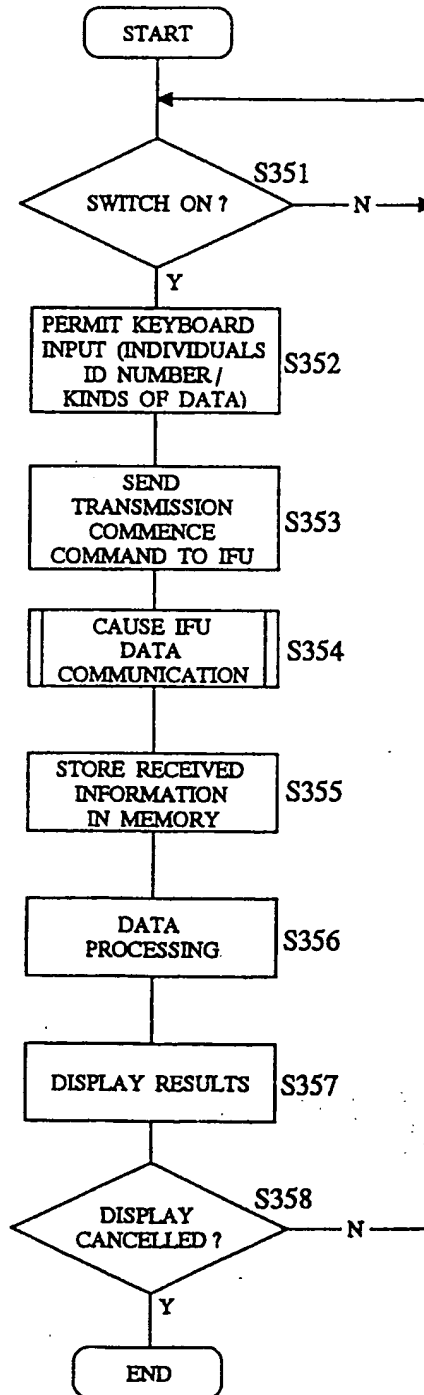 START
S351
SWITCH ON ?
N
Y
PERMIT KEYBOARD
INPUT (INDIVIDUALS
ID NUMBER /
KINDS OF DATA)
S352
SEND
TRANSMISSION
COMMENCE
COMMAND TO IFU
S353
CAUSE IFU
DATA
COMMUNICATION
S354
STORE RECEIVED
INFORMATION
IN MEMORY
S355
DATA
PROCESSING
S356
DISPLAY RESULTS
S357
S358
DISPLAY
CANCELLED ?
N
Y
END